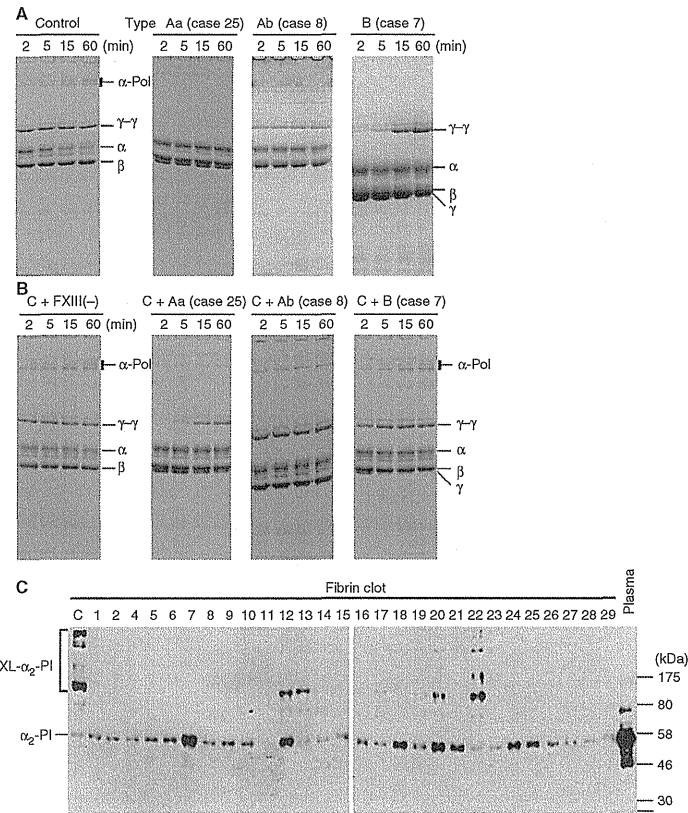 A
Control Type Aa (case 25) Ab (case 8) B (case 7)
2 5 15 60 (min) 2 5 15 60 2 5 15 60 2 5 15 60
α-Pol
γ–γ γ–γ
α α
β β
γ
B
C + FXIII(–) C + Aa (case 25) C + Ab (case 8) C + B (case 7)
2 5 15 60 (min) 2 5 15 60 2 5 15 60 2 5 15 60
α-Pol α-Pol
γ–γ γ–γ
α α
β β
γ
C
Fibrin clot
Plasma
C 1 2 4 5 6 7 8 9 10 11 12 13 14 15 16 17 18 19 20 21 22 23 24 25 26 27 28 29
(kDa)
XL-α2-PI
175
80
α2-PI 58
46
30